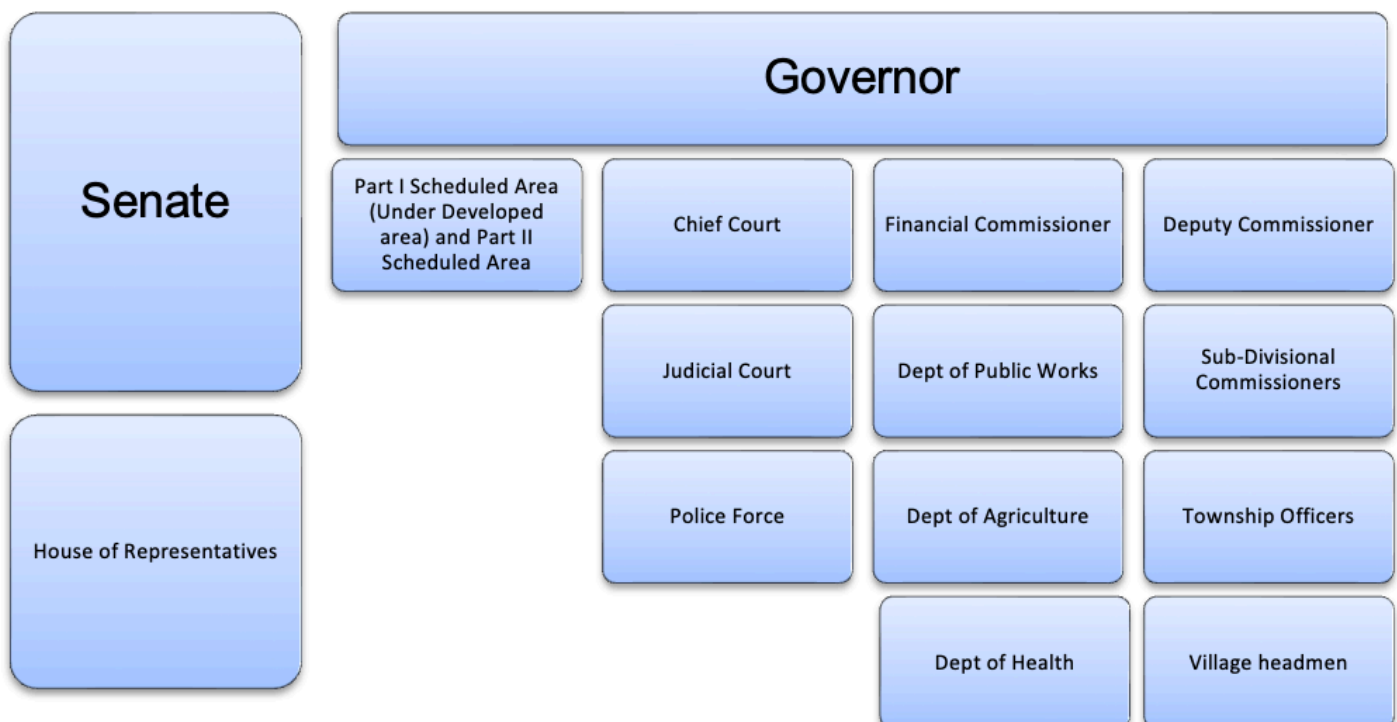 Senate
Governor
Part I Scheduled Area
(Under Developed
area) and Part II
Scheduled Area
Chief Court
Financial Commissioner
Deputy Commissioner
Judicial Court
Dept of Public Works
Sub-Divisional
Commissioners
House of Representatives
Police Force
Dept of Agriculture
Township Officers
Dept of Health
Village headmen